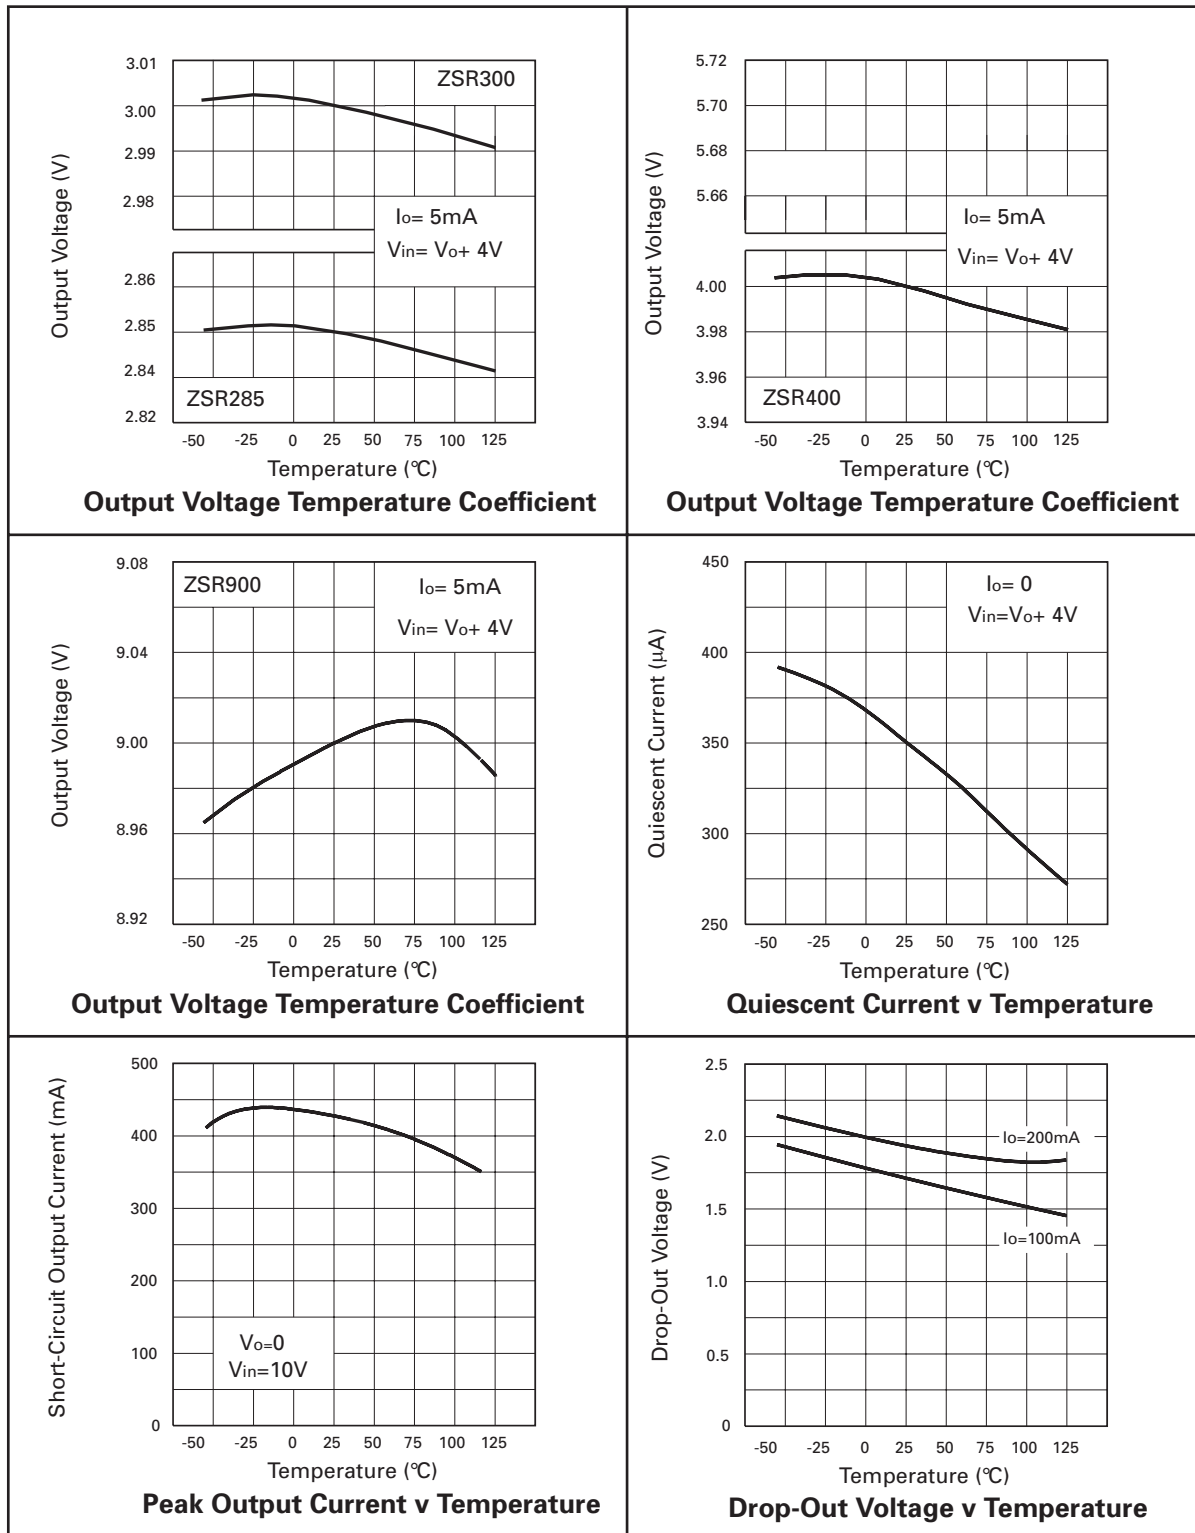 3.01
3.00
2.99
2.98
2.86
2.85
2.84
2.82
Output Voltage (V)
ZSR300
Io= 5mA
Vin= Vo+ 4V
ZSR285
-50 -25 0 25 50 75 100 125
Temperature (°C)
Output Voltage Temperature Coefficient
5.72
5.70
5.68
5.66
4.00
3.98
3.96
3.94
Output Voltage (V)
Io= 5mA
Vin= Vo+ 4V
ZSR400
-50 -25 0 25 50 75 100 125
Temperature (°C)
Output Voltage Temperature Coefficient
9.08
9.04
9.00
8.96
8.92
Output Voltage (V)
ZSR900
Io= 5mA
Vin= Vo+ 4V
-50 -25 0 25 50 75 100 125
Temperature (°C)
Output Voltage Temperature Coefficient
450
400
350
300
250
Quiescent Current (µA)
Io= 0
Vin=Vo+ 4V
-50 -25 0 25 50 75 100 125
Temperature (°C)
Quiescent Current v Temperature
500
400
300
200
100
0
Short-Circuit Output Current (mA)
Vo=0
Vin=10V
-50 -25 0 25 50 75 100 125
Temperature (°C)
Peak Output Current v Temperature
2.5
2.0
1.5
1.0
0.5
0
Drop-Out Voltage (V)
Io=200mA
Io=100mA
-50 -25 0 25 50 75 100 125
Temperature (°C)
Drop-Out Voltage v Temperature